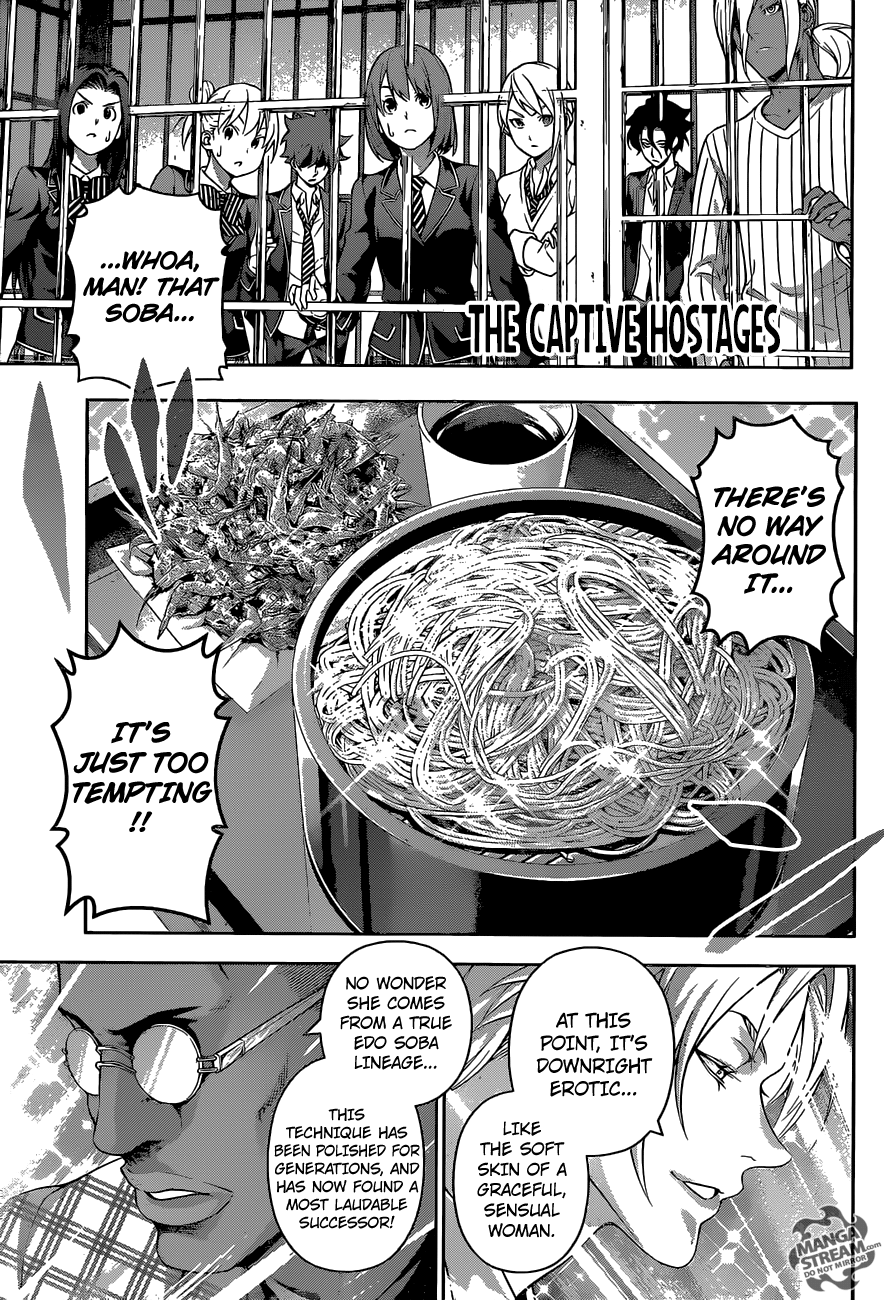 ...WHOA,
MAN! THAT
SOBA...
THE CAPTIVE HOSTAGES
THERE'S
NO WAY
AROUND
IT...
IT'S
JUST TOO
TEMPTING
!!
AT THIS
POINT, IT'S
DOWNRIGHT
EROTIC...
LIKE
THE SOFT
SKIN OF A
GRACEFUL,
SENSUAL
WOMAN.
NO WONDER
SHE COMES
FROM A TRUE
EDO SOBA
LINEAGE...
THIS
TECHNIQUE HAS
BEEN POLISHED FOR
GENERATIONS, AND
HAS NOW FOUND A
MOST LAUDABLE
SUCCESSOR!
MANGA
STREAM.com
DO NOT MIRROR